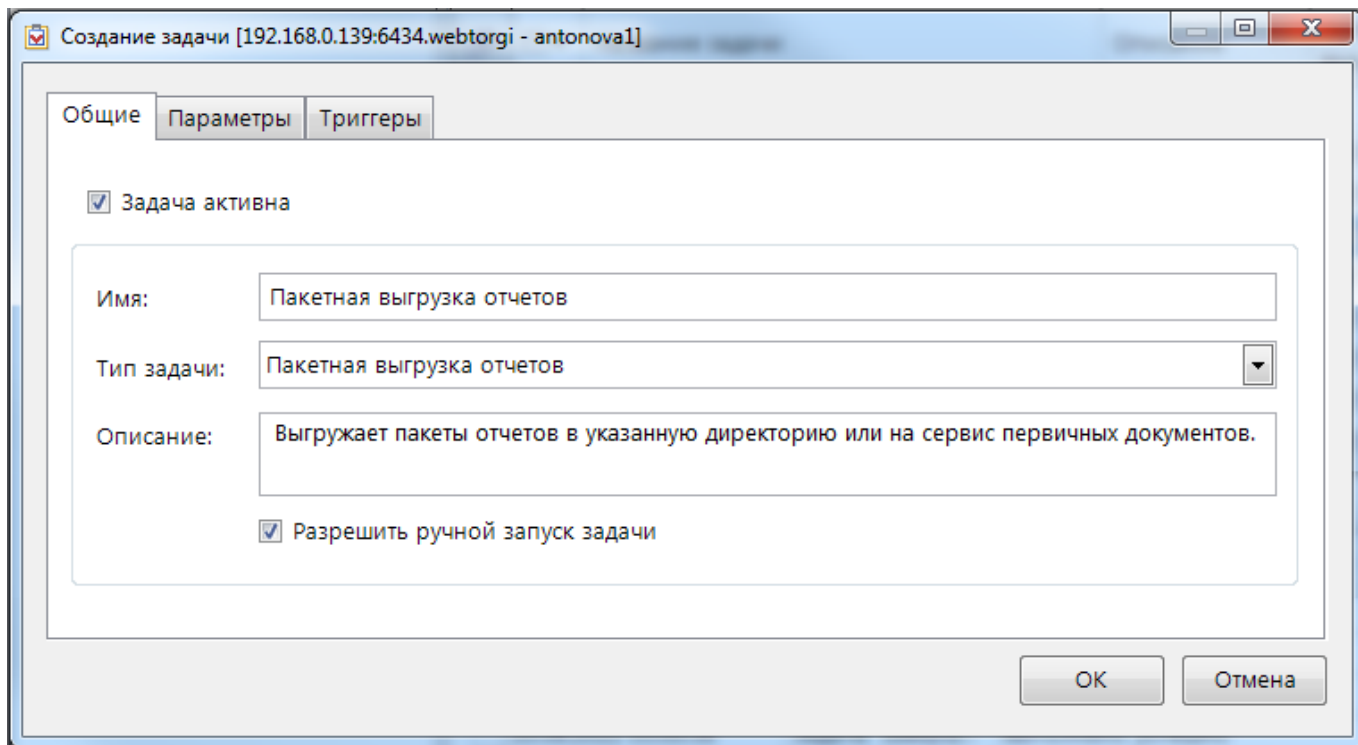 Создание задачи [192.168.0.139:6434.webtorgi - antonova1]
Общие Параметры Триггеры
Задача активна
Имя: Пакетная выгрузка отчетов
Тип задачи: Пакетная выгрузка отчетов
Описание: Выгружает пакеты отчетов в указанную директорию или на сервис первичных документов.
Разрешить ручной запуск задачи
OK Отмена